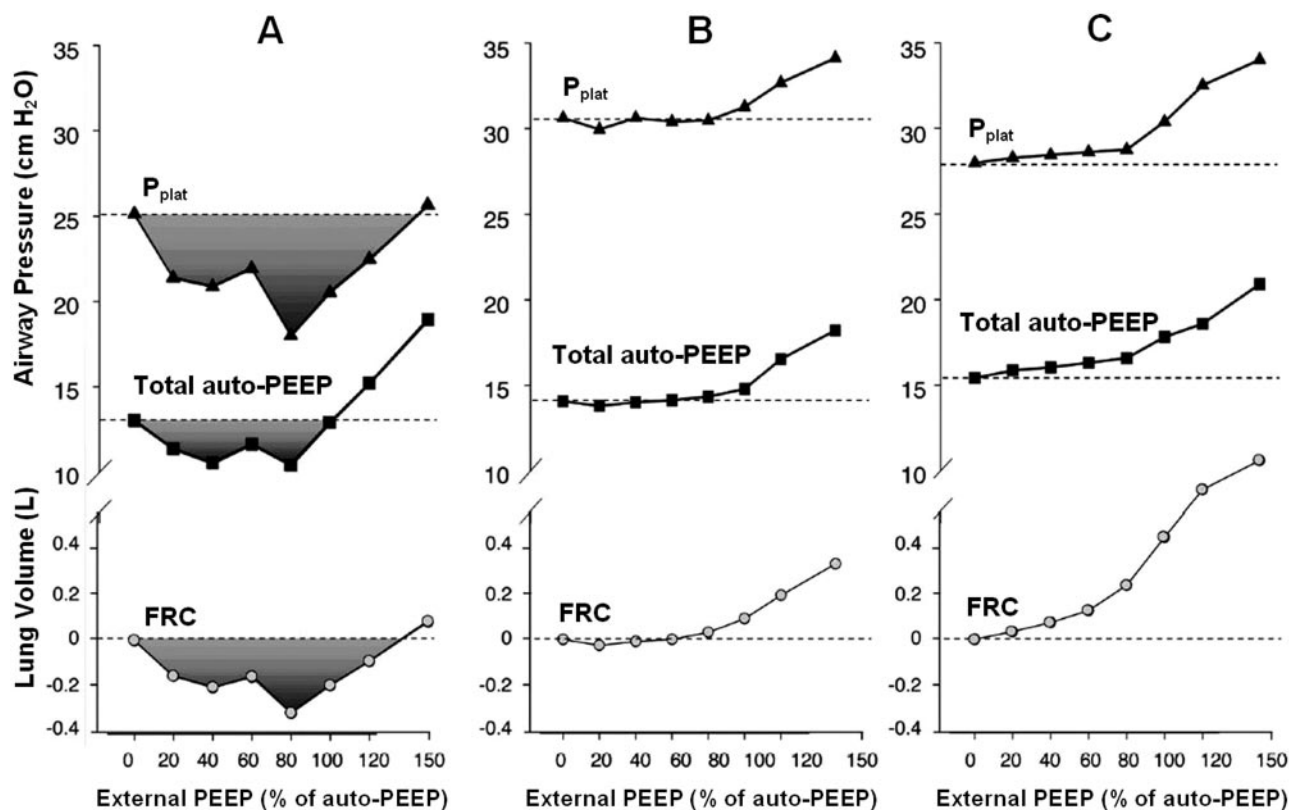 A
B
C
Airway Pressure (cm H₂O)
35
30
25
20
15
10
Pplat
Total auto-PEEP
Lung Volume (L)
0.4
0.2
0
-0.2
-0.4
FRC
0 20 40 60 80 100 120 150
External PEEP (% of auto-PEEP)
35
30
25
20
15
10
Pplat
Total auto-PEEP
0.4
0.2
0
-0.2
-0.4
FRC
0 20 40 60 80 100 120 150
External PEEP (% of auto-PEEP)
35
30
25
20
15
10
Pplat
Total auto-PEEP
0.4
0.2
0
-0.2
-0.4
FRC
0 20 40 60 80 100 120 150
External PEEP (% of auto-PEEP)